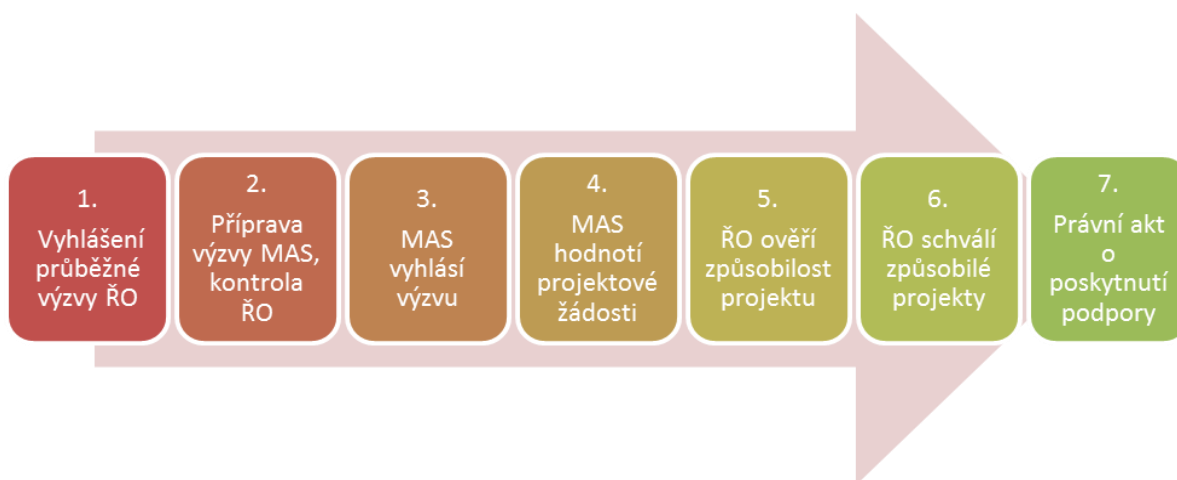 1.
Vyhlášení
průběžné
výzvy ŘO
2.
Příprava
výzvy MAS,
kontrola
ŘO
3.
MAS
vyhlásí
výzvu
4.
MAS
hodnotí
projektové
žádosti
5.
ŘO ověří
způsobilost
projektu
6.
ŘO schválí
způsobilé
projekty
7.
Právní akt
o
poskytnutí
podpory